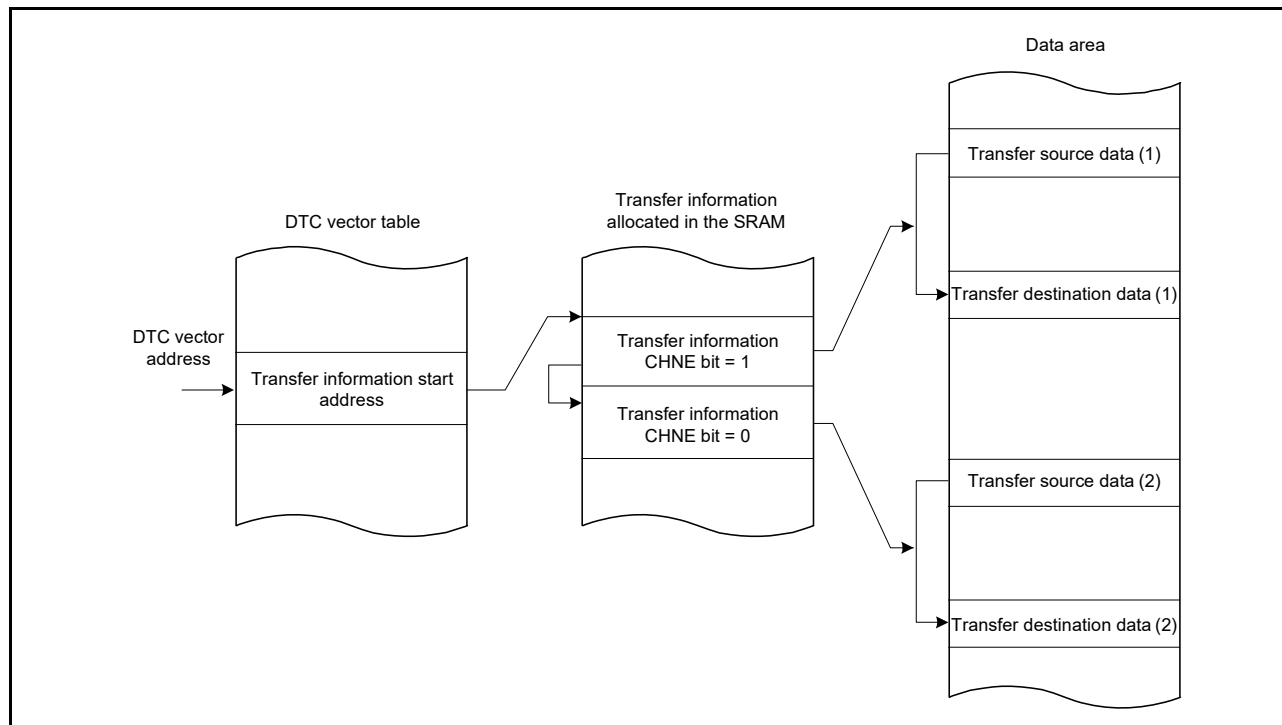 Data area
Transfer source data (1)
Transfer information
allocated in the SRAM
DTC vector table
Transfer destination data (1)
DTC vector
address
Transfer information
CHNE bit = 1
Transfer information start
address
Transfer information
CHNE bit = 0
Transfer source data (2)
Transfer destination data (2)